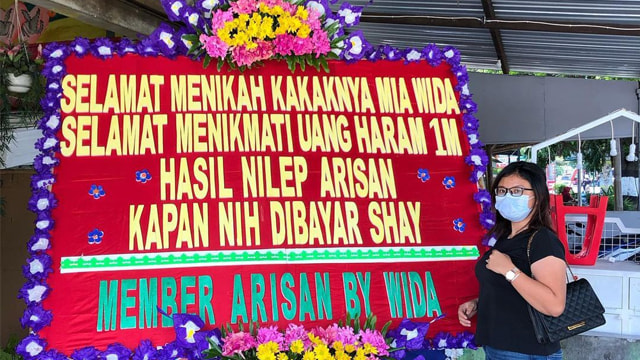 SELAMAT MENIKAH KAKAKNYA MIA WIDA
SELAMAT MENIKMATI UANG HARAM 1M
HASIL NILEP ARISAN
KAPAN NIH DIBAYAR SHAY
MEMBER ARISAN BY WIDA